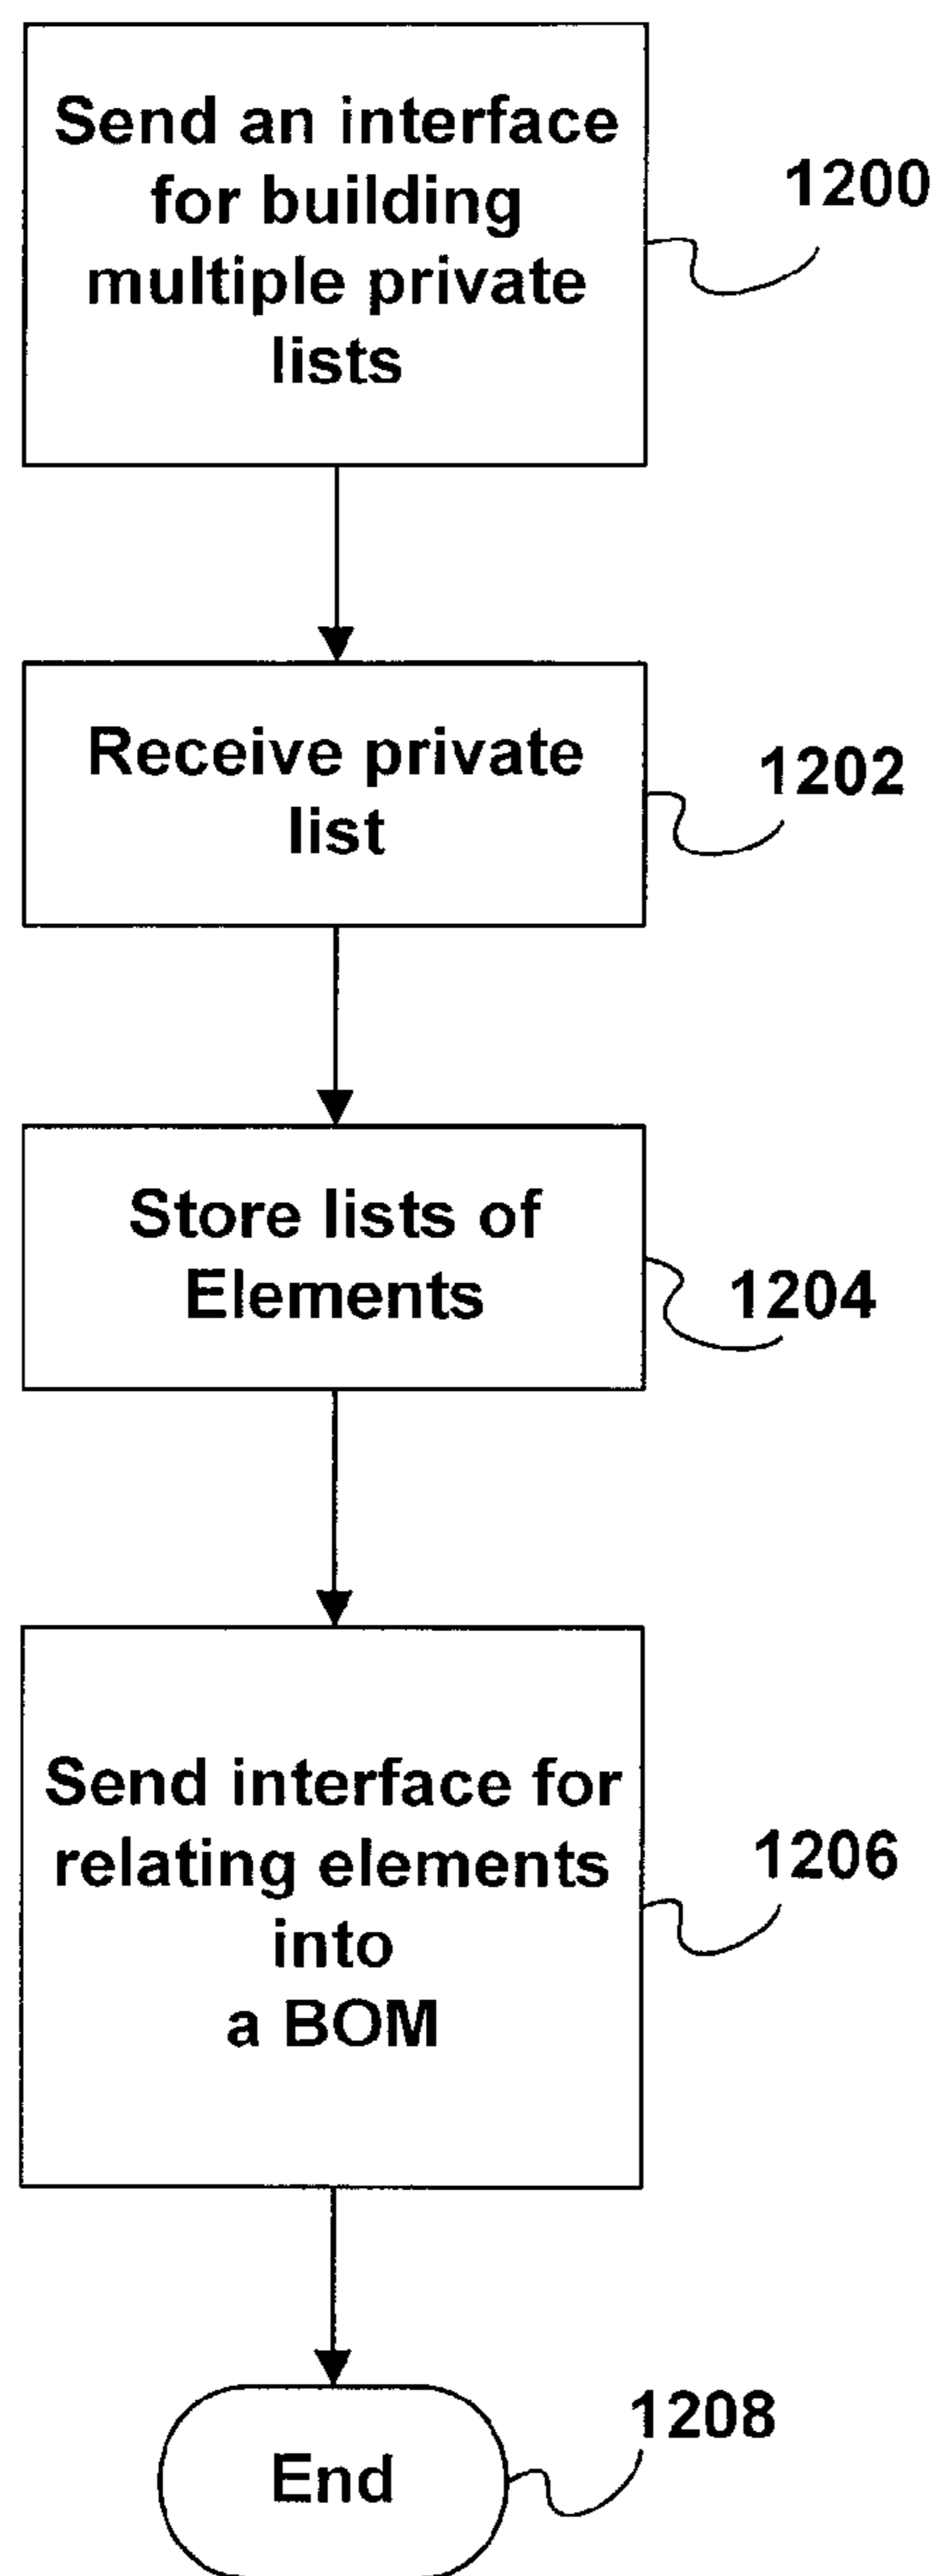 Send an interface
for building
multiple private
lists
1200
Receive private
list
1202
Store lists of
Elements
1204
Send interface for
relating elements
into
a BOM
1206
End
1208